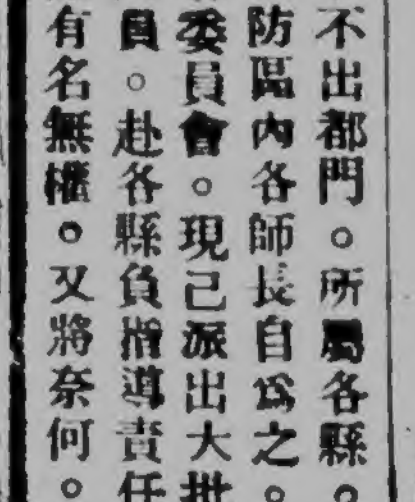 不出都門。所屬各縣。
防區內各師長自爲之。
委員會。現已派出大批
員。赴各縣負指導責任
有名無權。又將奈何。